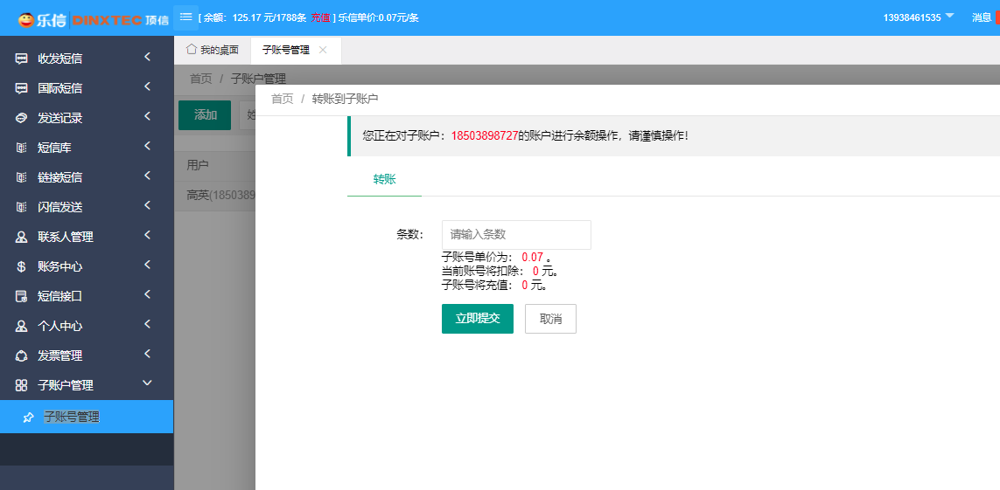 乐信 DINXTEC 顶信
[ 余额： 125.17 元/1788条 充值 ] 乐信单价:0.07元/条
13938461535
消息
收发短信
国际短信
发送记录
短信库
链接短信
闪信发送
联系人管理
账务中心
短信接口
个人中心
发票管理
子账户管理
子账号管理
我的桌面
子账号管理
首页 / 子账户管理
添加
姓
用户
高英(1850389
首页 / 转账到子账户
您正在对子账户：18503898727的账户进行余额操作，请谨慎操作！
转账
条数：
请输入条数
子账号单价为： 0.07 。
当前账号将扣除： 0 元。
子账号将充值： 0 元。
立即提交
取消